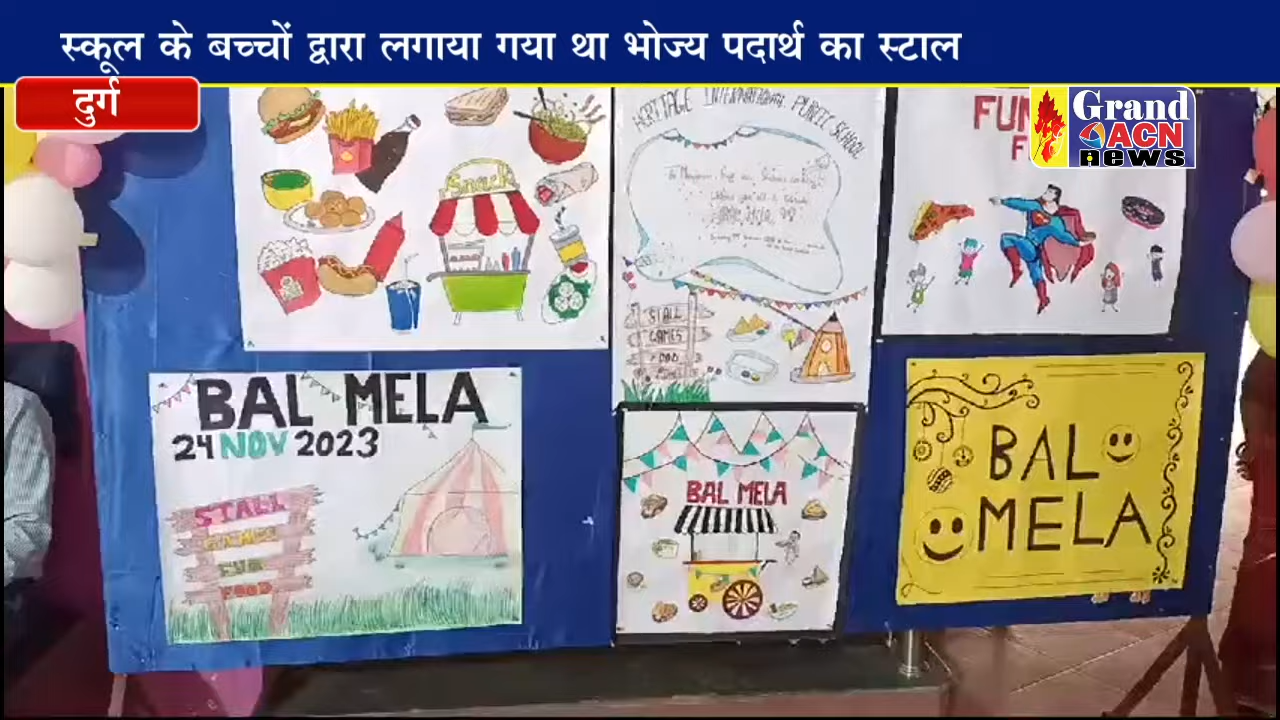 स्कूल के बच्चों द्वारा लगाया गया था भोज्य पदार्थ का स्टाल
दुर्ग
Grand
ACN
news
Snack
HERITAGE INTERNATIONAL PUBLIC SCHOOL
STALL
GAMES
FOOD
FUN
BAL MELA
24 NOV 2023
STALL
GAMES
FUN
FOOD
BAL MELA
BAL
MELA